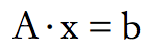 A · x = b